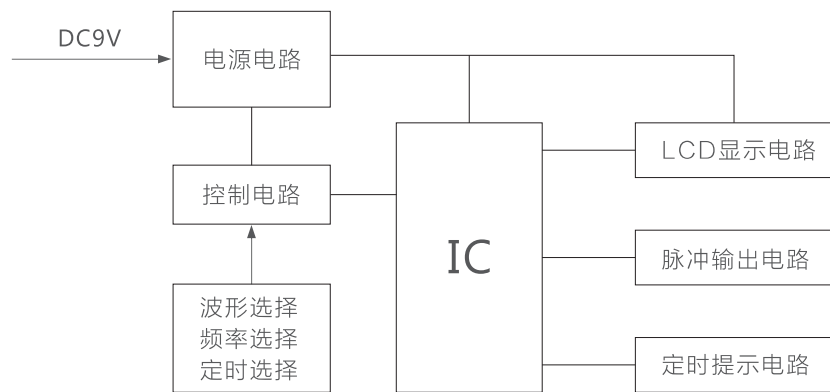 DC9V
电源电路
LCD显示电路
控制电路
IC
脉冲输出电路
波形选择
频率选择
定时选择
定时提示电路